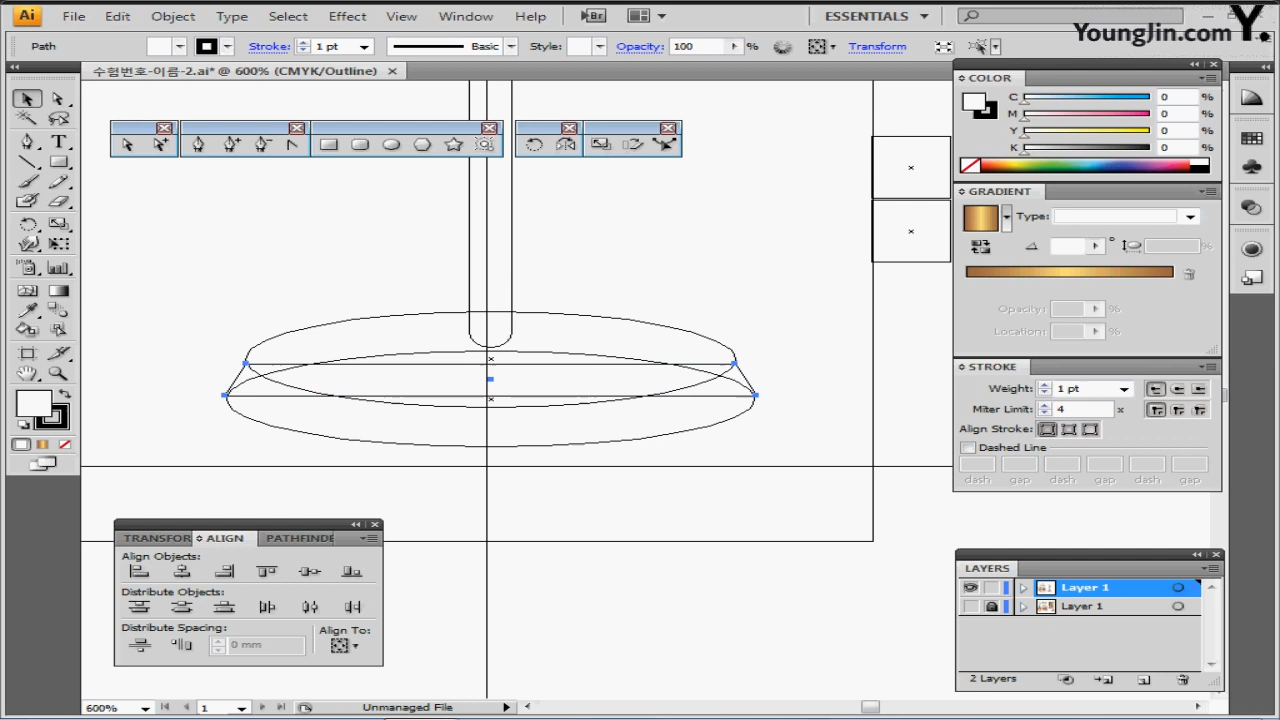 Ai File Edit Object Type Select Effect View Window Help Br ESSENTIALS
Y.
YoungJin.com
Path Stroke: 1 pt Basic Style: Opacity: 100 % Transform
수험번호-이름-2.ai* @ 600% (CMYK/Outline)
COLOR
C 0 %
M 0 %
Y 0 %
K 0 %
GRADIENT
Type:
° %
Opacity: %
Location: %
STROKE
Weight: 1 pt
Miter Limit: 4 x
Align Stroke:
Dashed Line
dash gap dash gap dash gap
TRANSFOR ALIGN PATHFINDE
Align Objects:
Distribute Objects:
Distribute Spacing: Align To:
0 mm
LAYERS
Layer 1
Layer 1
2 Layers
600% 1 Unmanaged File